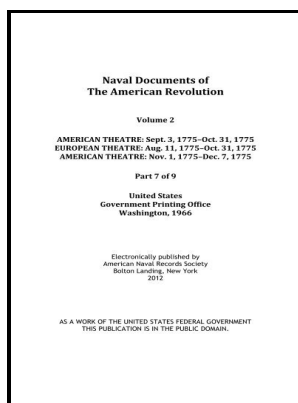 Naval Documents of
The American Revolution
Volume 2
AMERICAN THEATRE: Sept. 3, 1775–Oct. 31, 1775
EUROPEAN THEATRE: Aug. 11, 1775–Oct. 31, 1775
AMERICAN THEATRE: Nov. 1, 1775–Dec. 7, 1775
Part 7 of 9
United States
Government Printing Office
Washington, 1966
Electronically published by
American Naval Records Society
Bolton Landing, New York
2012
AS A WORK OF THE UNITED STATES FEDERAL GOVERNMENT
THIS PUBLICATION IS IN THE PUBLIC DOMAIN.